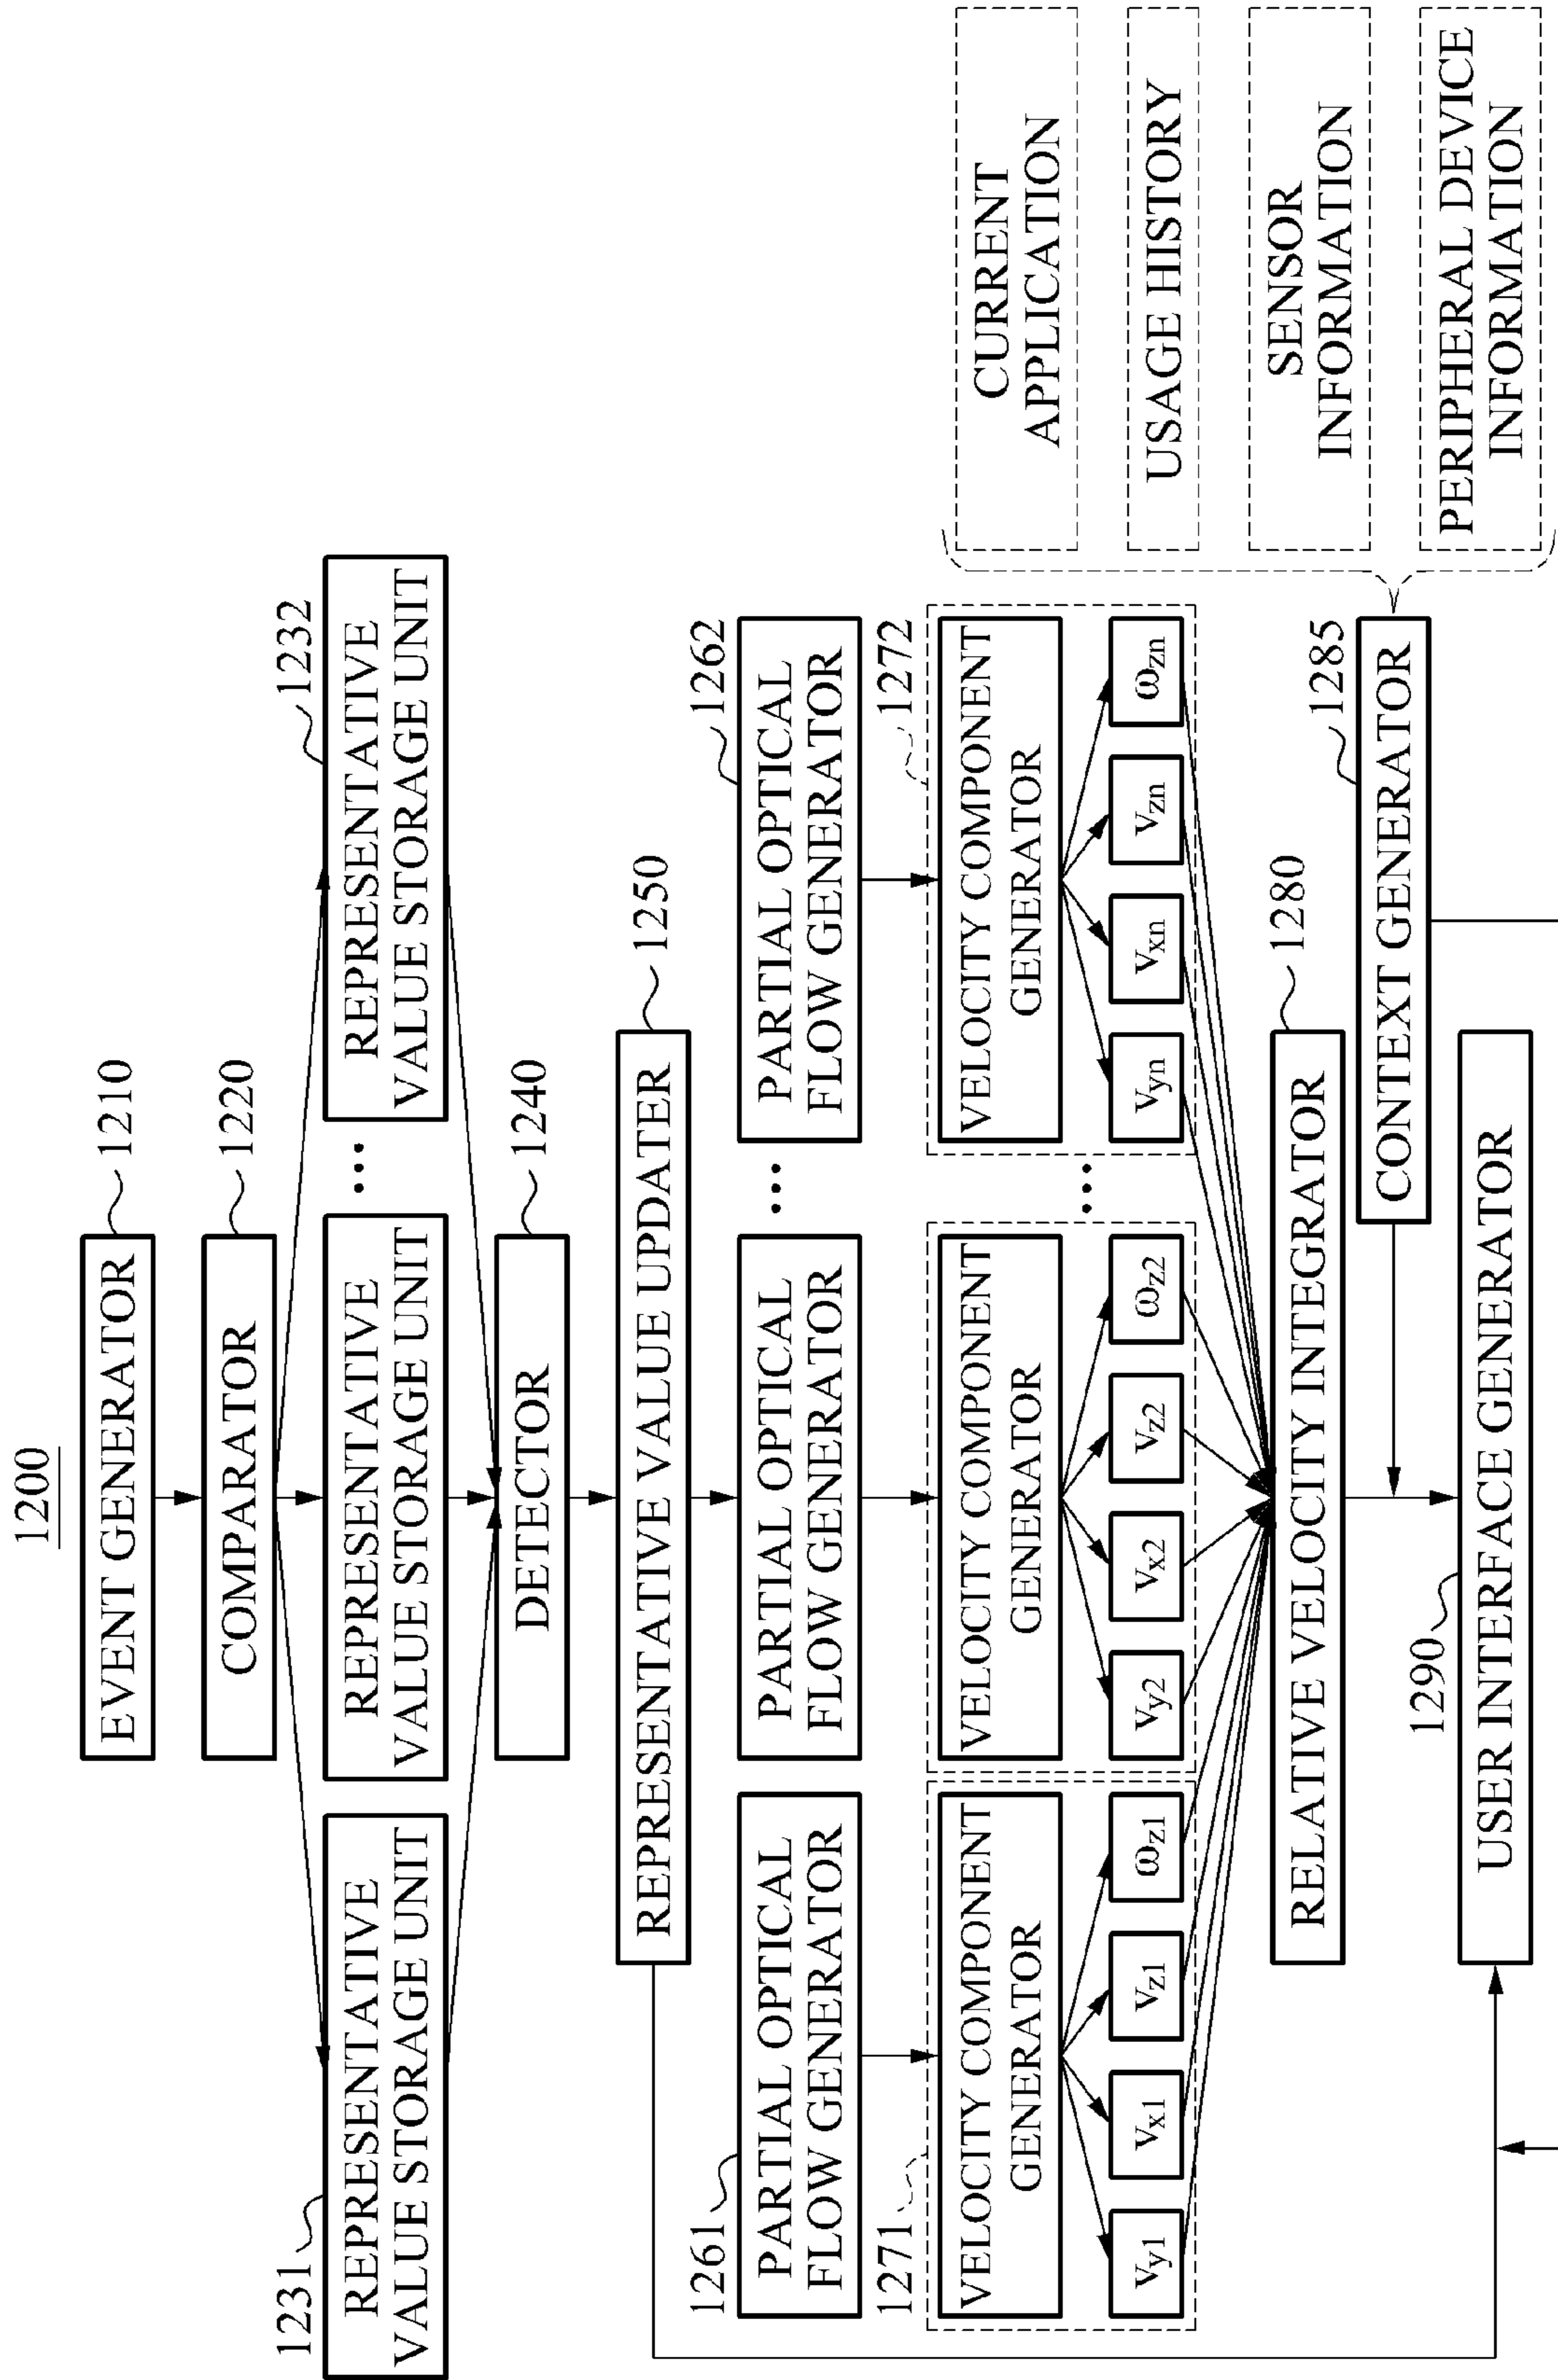 1200
EVENT GENERATOR
1210
COMPARATOR
1220
1231
REPRESENTATIVE
VALUE STORAGE UNIT
REPRESENTATIVE
VALUE STORAGE UNIT
...
1232
REPRESENTATIVE
VALUE STORAGE UNIT
DETECTOR
1240
REPRESENTATIVE VALUE UPDATER
1250
1261
PARTIAL OPTICAL
FLOW GENERATOR
PARTIAL OPTICAL
FLOW GENERATOR
...
1262
PARTIAL OPTICAL
FLOW GENERATOR
1271
VELOCITY COMPONENT
GENERATOR
Vy1
Vx1
Vz1
ωz1
VELOCITY COMPONENT
GENERATOR
Vy2
Vx2
Vz2
ωz2
...
1272
VELOCITY COMPONENT
GENERATOR
Vyn
Vxn
Vzn
ωzn
RELATIVE VELOCITY INTEGRATOR
1280
CONTEXT GENERATOR
1285
CURRENT
APPLICATION
USAGE HISTORY
SENSOR
INFORMATION
PERIPHERAL DEVICE
INFORMATION
1290
USER INTERFACE GENERATOR